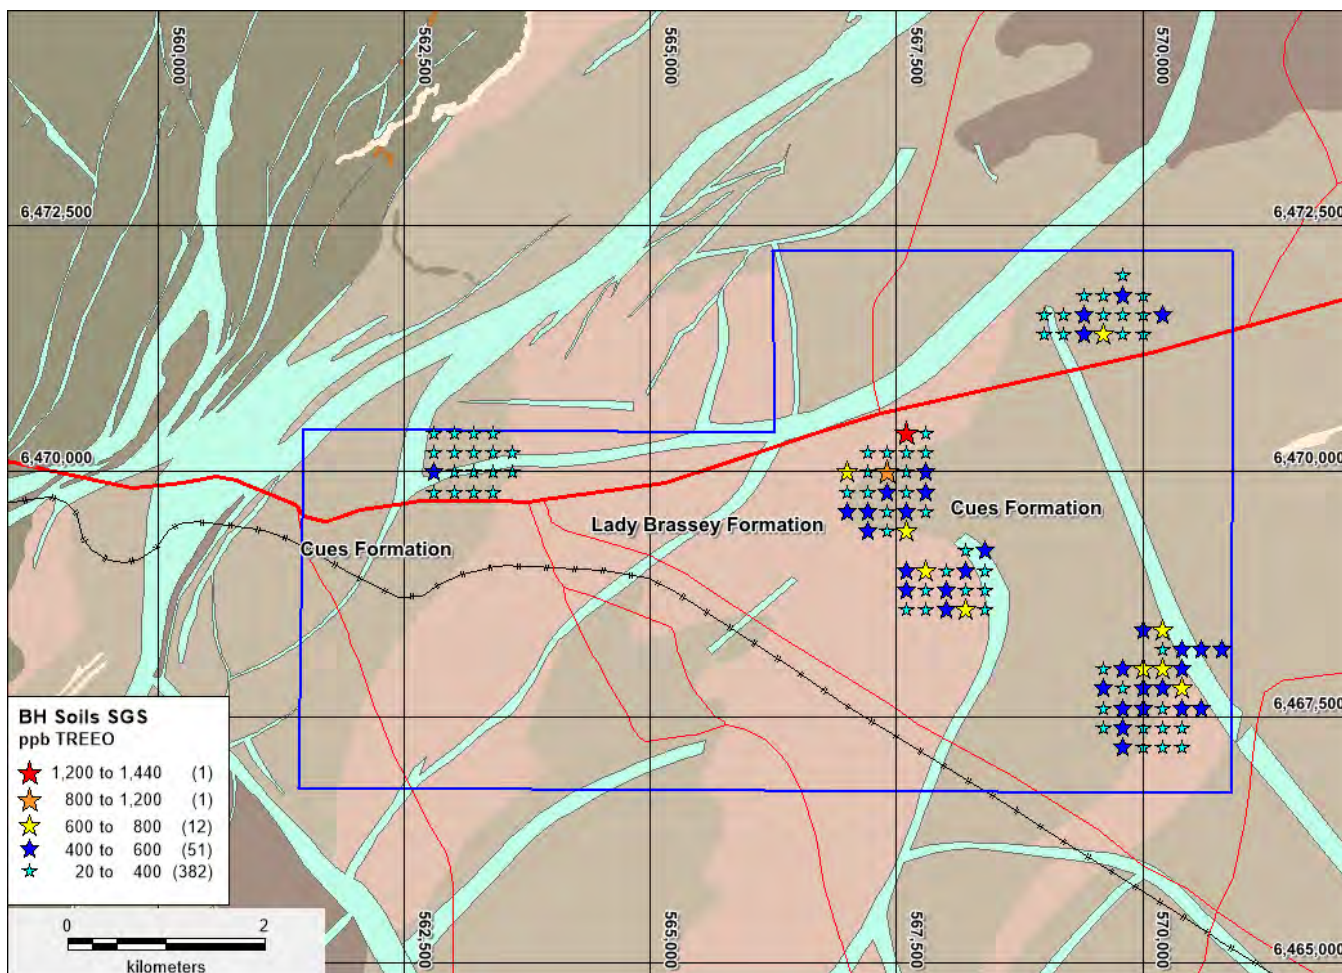 560,000
562,500
565,000
567,500
570,000
6,472,500
6,472,500
6,470,000
6,470,000
Lady Brassey Formation
Cues Formation
Cues Formation
6,467,500
6,465,000
BH Soils SGS
ppb TREEO
1,200 to 1,440 (1)
800 to 1,200 (1)
600 to 800 (12)
400 to 600 (51)
20 to 400 (382)
0 2
kilometers
562,500
565,000
567,500
570,000